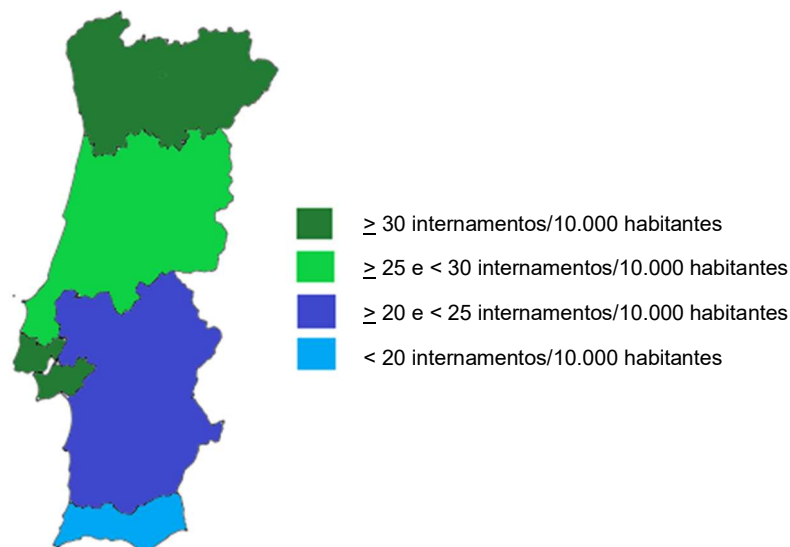 ≥ 30 internamentos/10.000 habitantes
≥ 25 e < 30 internamentos/10.000 habitantes
≥ 20 e < 25 internamentos/10.000 habitantes
< 20 internamentos/10.000 habitantes